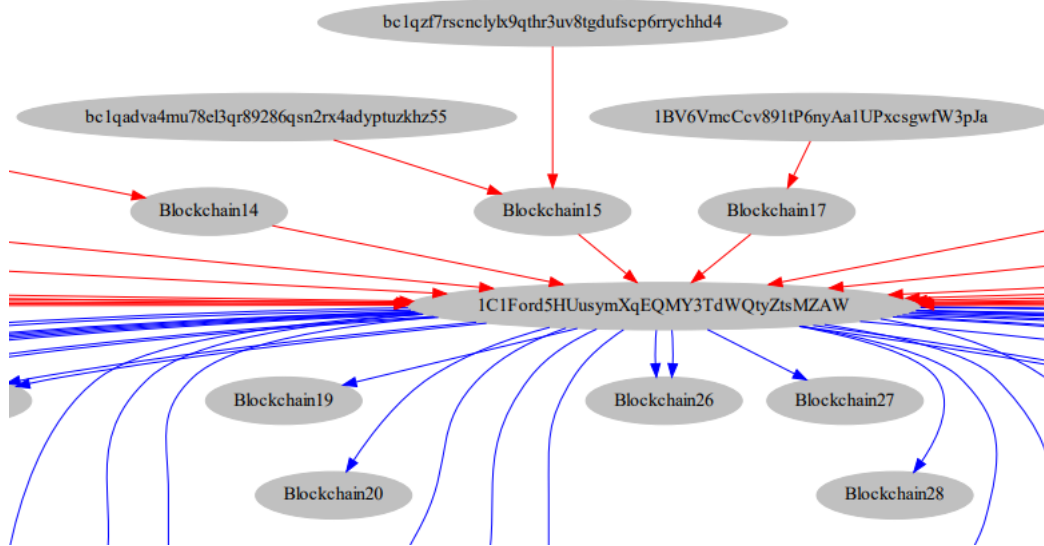 bc1qzf7rscnclylx9qthr3uv8tgdufscp6rrychhd4
bc1qadva4mu78el3qr89286qsn2rx4adyptuzkhz55
1BV6VmcCcv891tP6nyAa1UPxcsgwfW3pJa
Blockchain14
Blockchain15
Blockchain17
1C1Ford5HUusymXqEQMY3TdWQtyZtsMZAW
Blockchain19
Blockchain26
Blockchain27
Blockchain20
Blockchain28